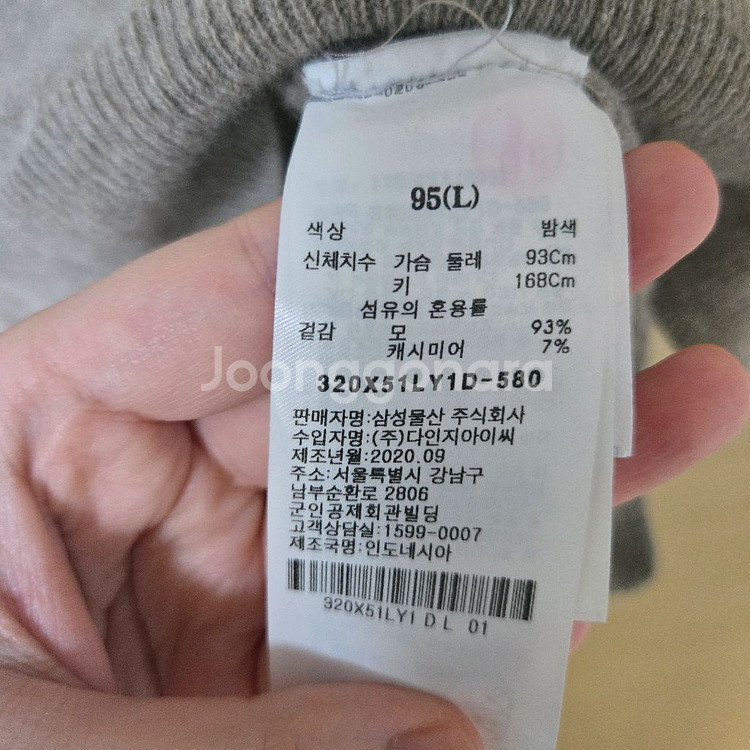 95(L)
색상 밤색
신체치수 가슴 둘레 93Cm
키 168Cm
섬유의 혼용률
겉감 모 93%
캐시미어 7%
Joonggonara
320X51LY1D-580
판매자명:삼성물산 주식회사
수입자명:(주)다인지아이씨
제조년월:2020.09
주소:서울특별시 강남구
남부순환로 2806
군인공제회관빌딩
고객상담실:1599-0007
제조국명:인도네시아
320X51LY1 D L 01